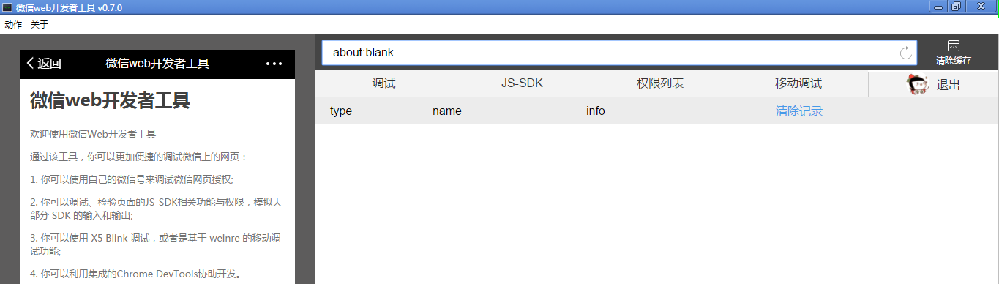 微信web开发者工具 v0.7.0
动作 关于
返回 微信web开发者工具
about:blank
清除缓存
调试 JS-SDK 权限列表 移动调试 退出
type name info 清除记录
微信web开发者工具
欢迎使用微信Web开发者工具
通过该工具，你可以更加便捷的调试微信上的网页：
1. 你可以使用自己的微信号来调试微信网页授权;
2. 你可以调试、检验页面的JS-SDK相关功能与权限，模拟大
部分 SDK 的输入和输出;
3. 你可以使用 X5 Blink 调试，或者是基于 weinre 的移动调
试功能;
4. 你可以利用集成的Chrome DevTools协助开发。